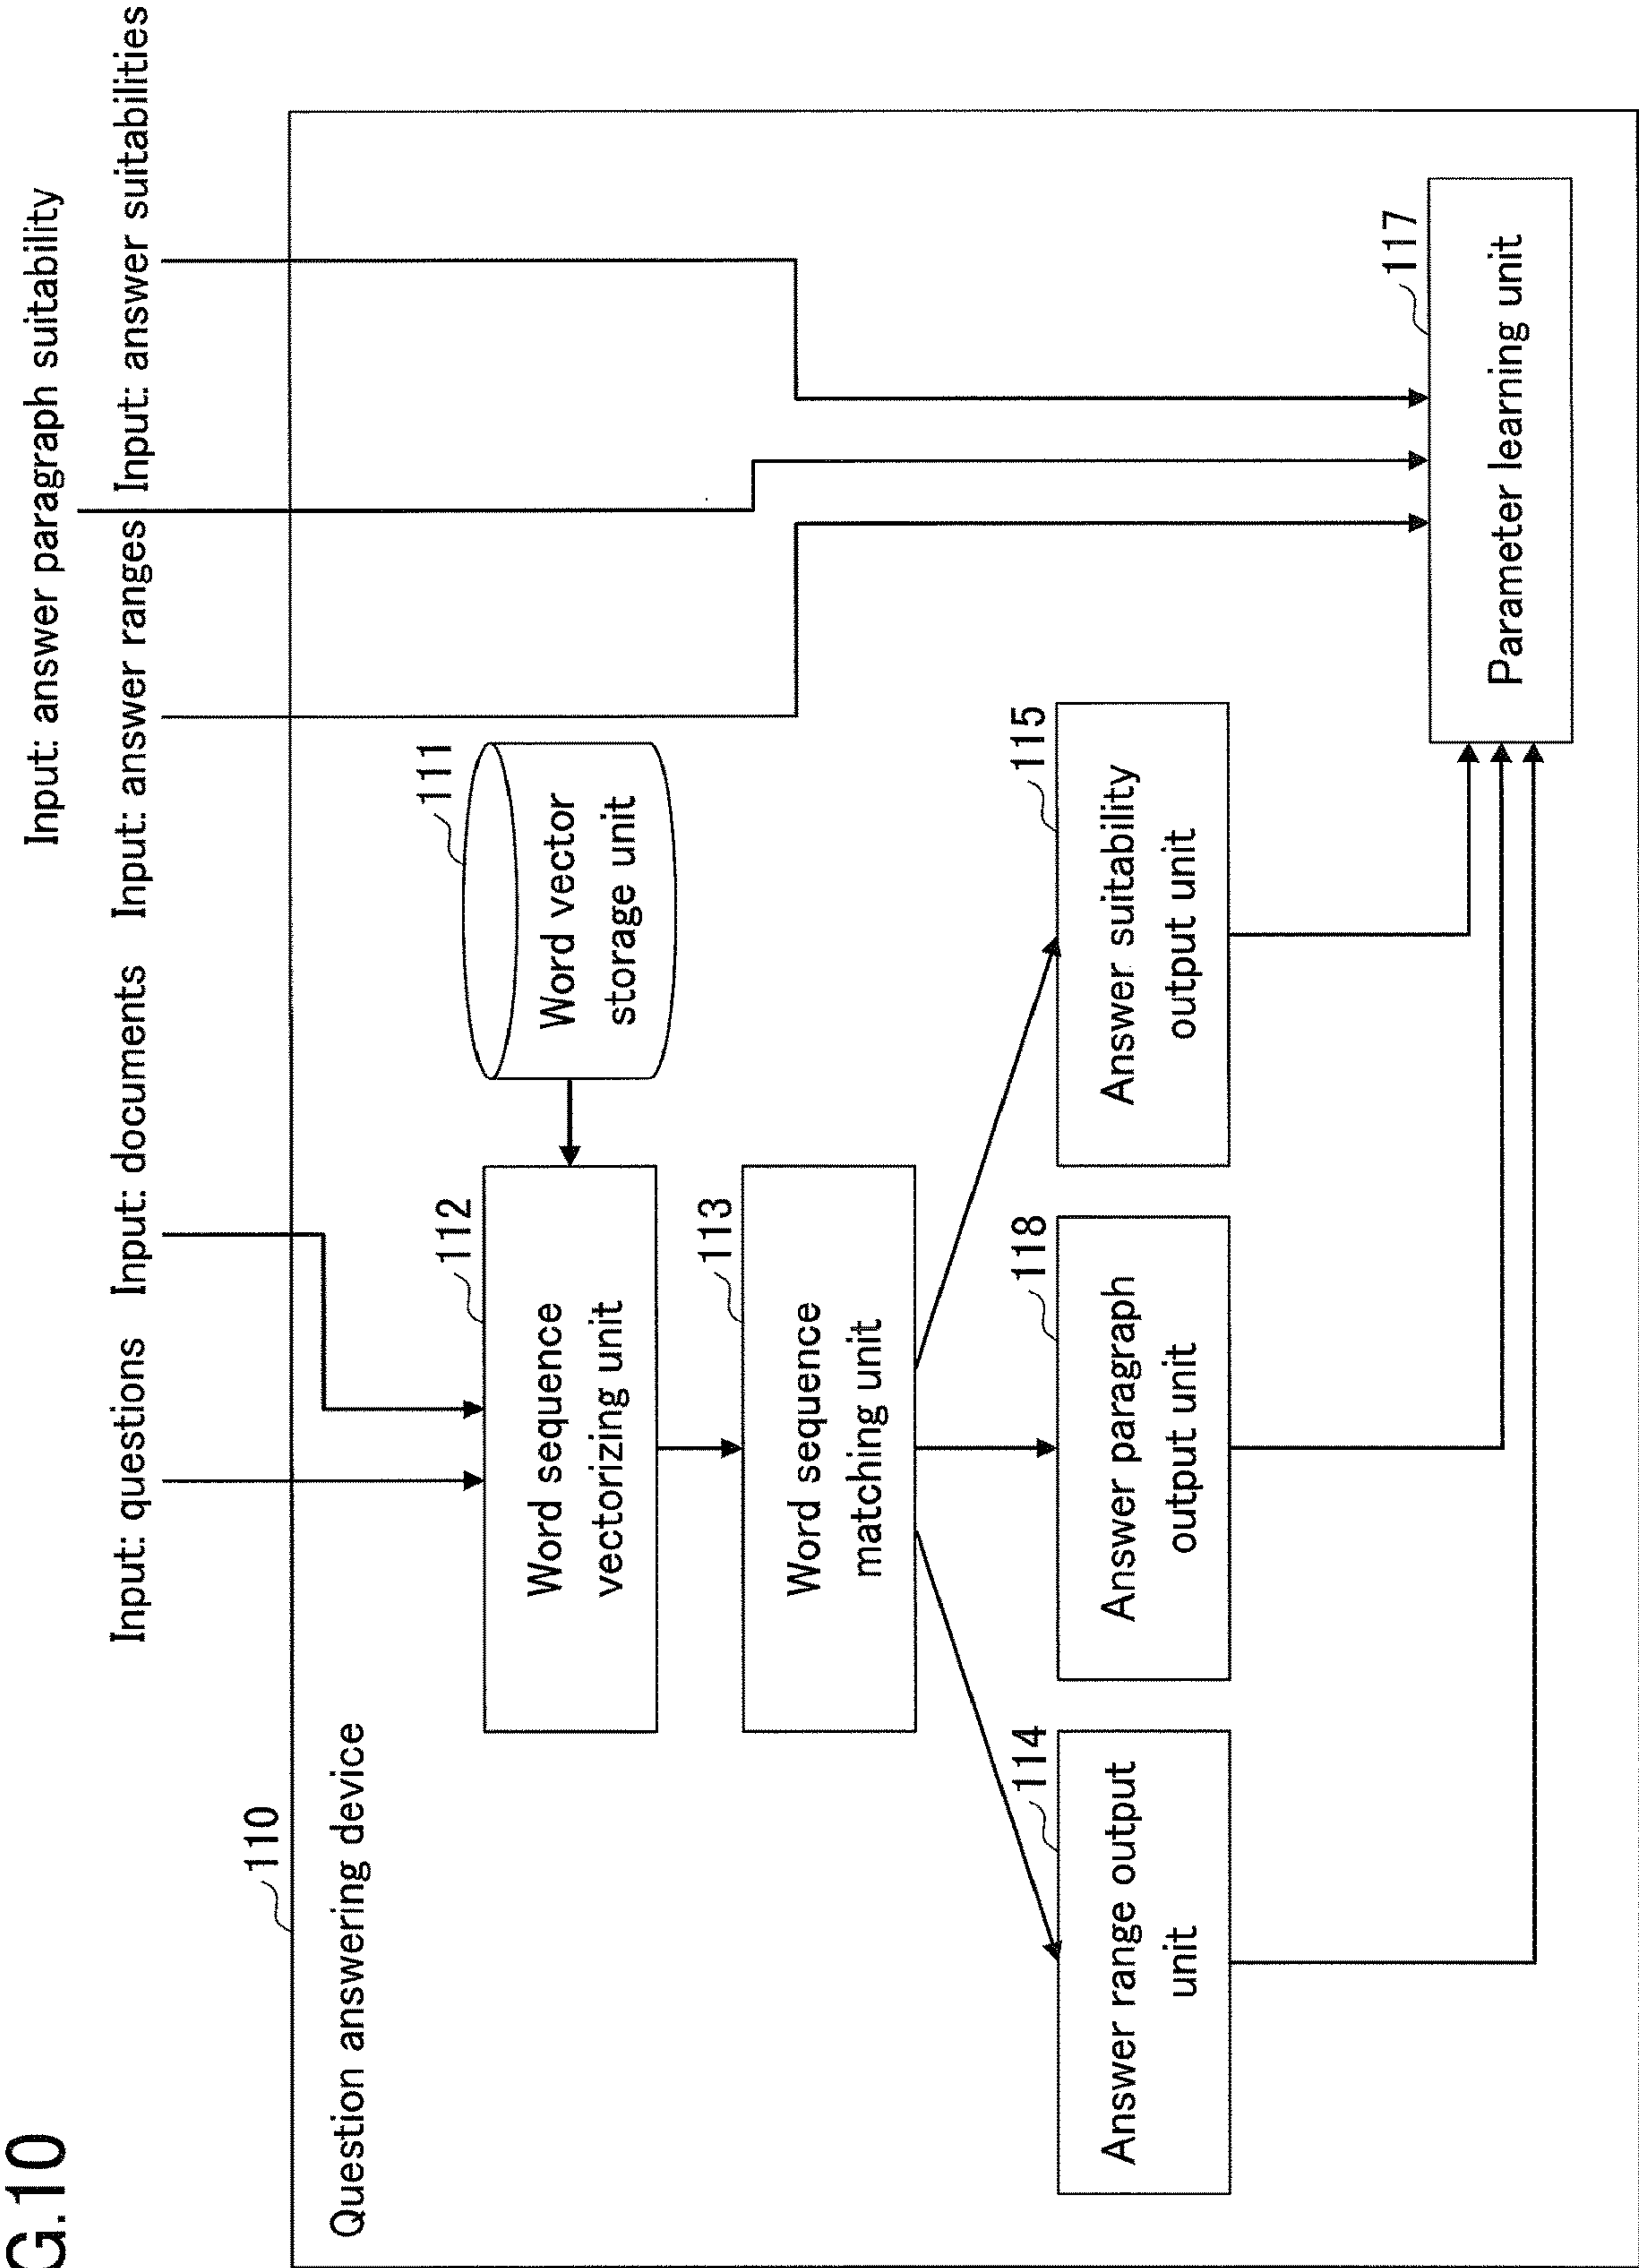 G.10
Input: answer paragraph suitability
Input: questions
Input: documents
Input: answer ranges
Input: answer suitabilities
110
Question answering device
112
Word sequence
vectorizing unit
111
Word vector
storage unit
113
Word sequence
matching unit
114
Answer range output
unit
118
Answer paragraph
output unit
115
Answer suitability
output unit
117
Parameter learning unit